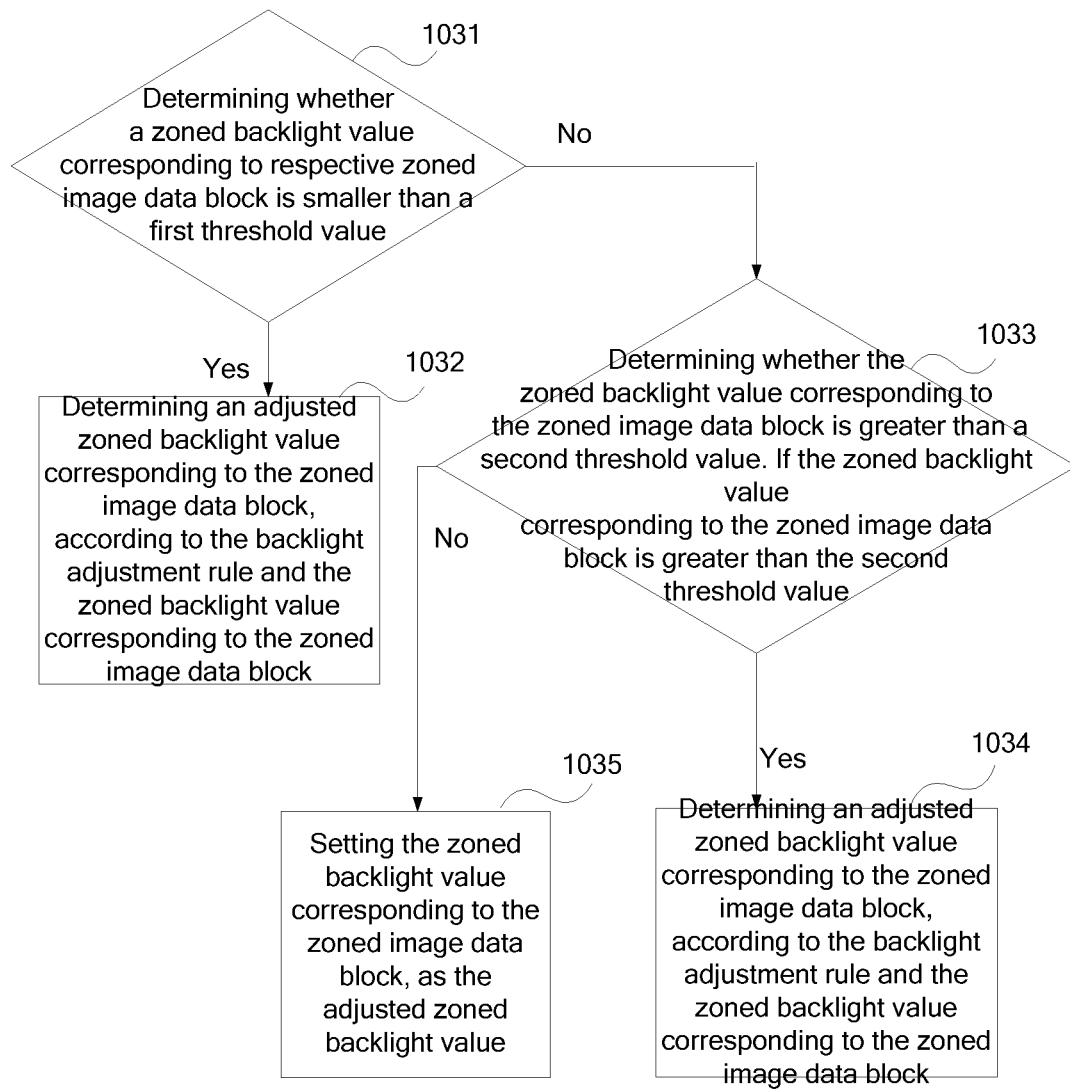 1031
Determining whether
a zoned backlight value
corresponding to respective zoned
image data block is smaller than a
first threshold value
No
Yes
1032
Determining an adjusted
zoned backlight value
corresponding to the zoned
image data block,
according to the backlight
adjustment rule and the
zoned backlight value
corresponding to the zoned
image data block
1033
Determining whether the
zoned backlight value corresponding to
the zoned image data block is greater than a
second threshold value. If the zoned backlight
value
corresponding to the zoned image data
block is greater than the second
threshold value
No
Yes
1035
Setting the zoned
backlight value
corresponding to the
zoned image data
block, as the
adjusted zoned
backlight value
1034
Determining an adjusted
zoned backlight value
corresponding to the zoned
image data block,
according to the backlight
adjustment rule and the
zoned backlight value
corresponding to the zoned
image data block